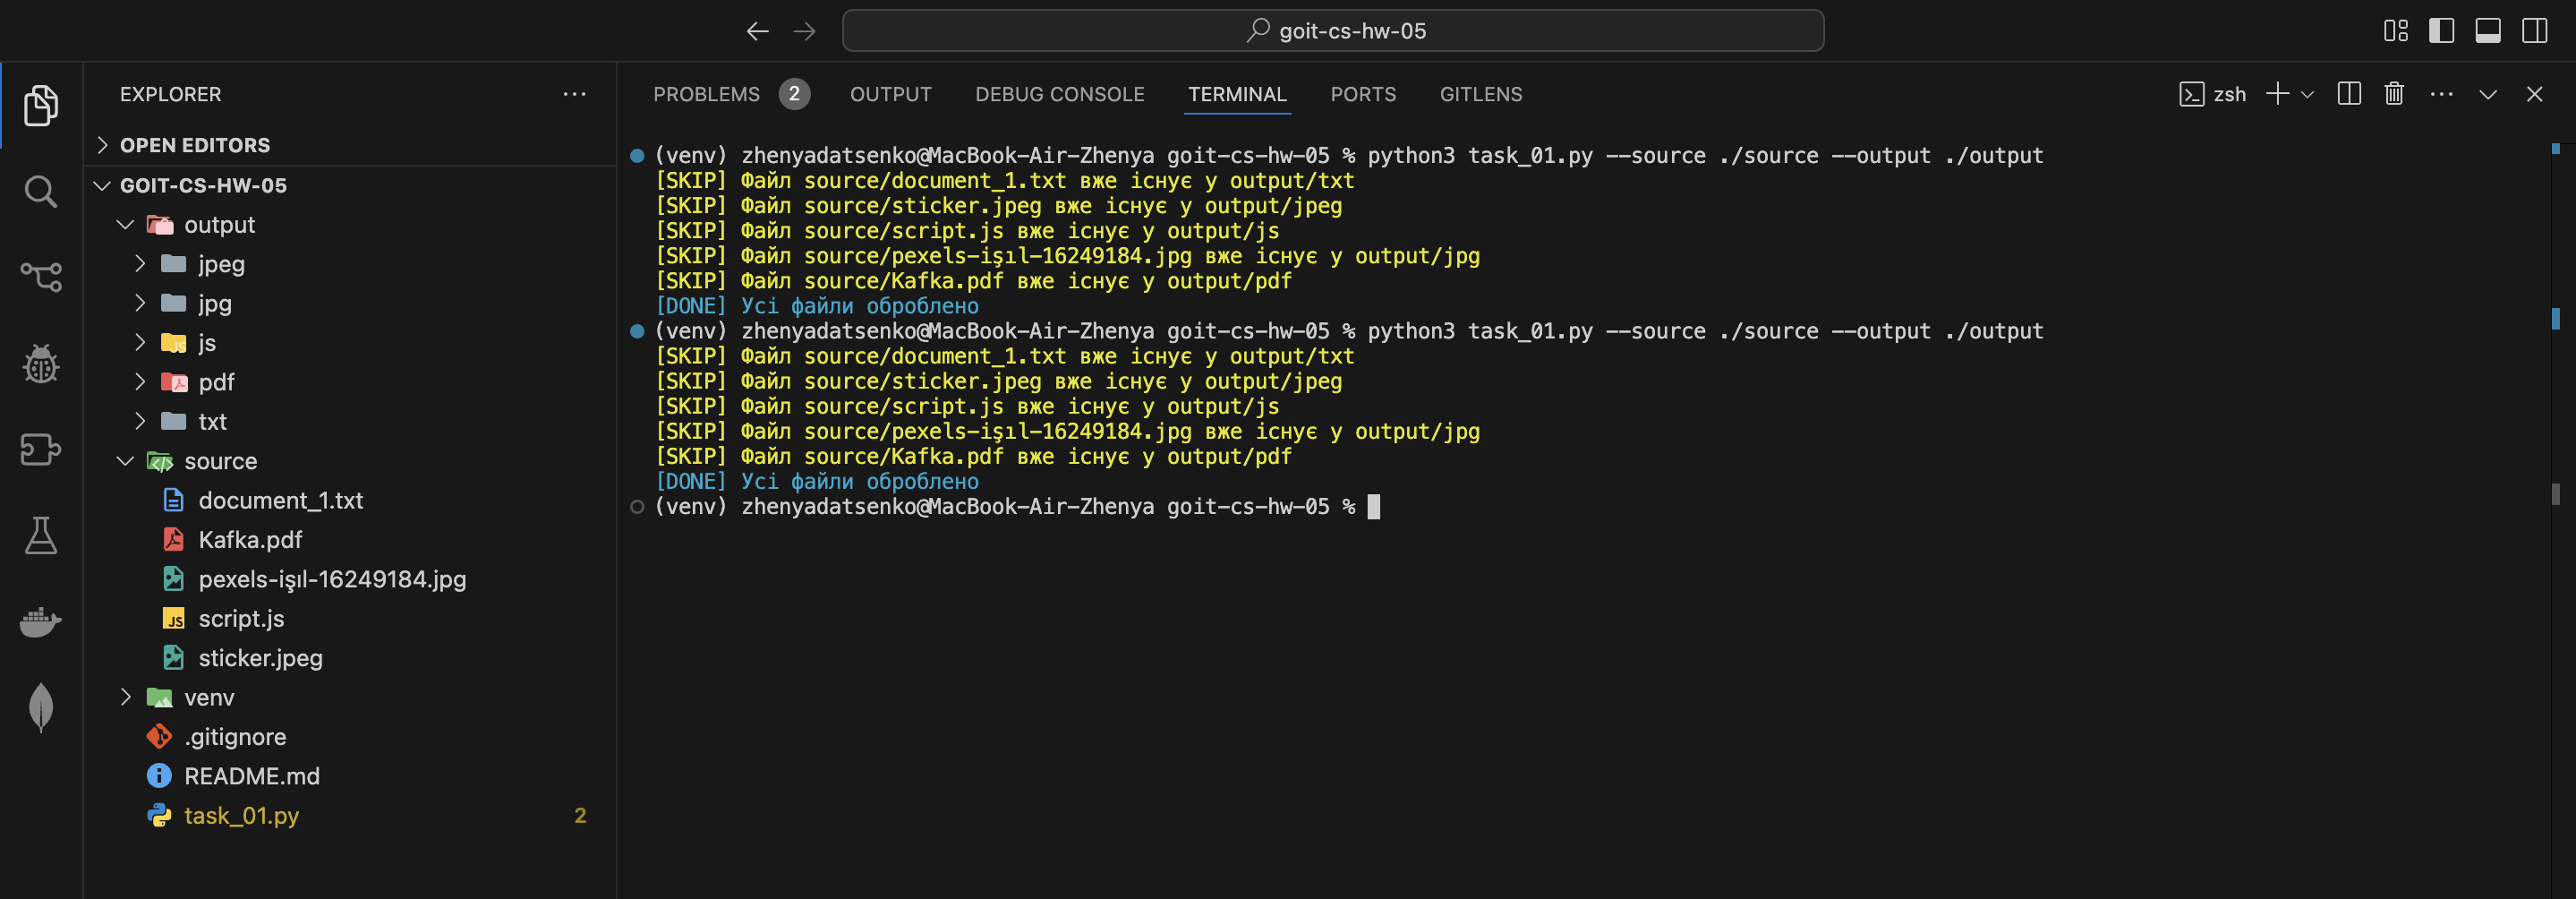 goit-cs-hw-05
EXPLORER
OPEN EDITORS
GOIT-CS-HW-05
output
jpeg
jpg
js
pdf
txt
source
document_1.txt
Kafka.pdf
pexels-işıl-16249184.jpg
script.js
sticker.jpeg
venv
.gitignore
README.md
task_01.py 2
PROBLEMS 2 OUTPUT DEBUG CONSOLE TERMINAL PORTS GITLENS
zsh
(venv) zhenyadatsenko@MacBook-Air-Zhenya goit-cs-hw-05 % python3 task_01.py --source ./source --output ./output
[SKIP] Файл source/document_1.txt вже існує у output/txt
[SKIP] Файл source/sticker.jpeg вже існує у output/jpeg
[SKIP] Файл source/script.js вже існує у output/js
[SKIP] Файл source/pexels-işıl-16249184.jpg вже існує у output/jpg
[SKIP] Файл source/Kafka.pdf вже існує у output/pdf
[DONE] Усі файли оброблено
(venv) zhenyadatsenko@MacBook-Air-Zhenya goit-cs-hw-05 % python3 task_01.py --source ./source --output ./output
[SKIP] Файл source/document_1.txt вже існує у output/txt
[SKIP] Файл source/sticker.jpeg вже існує у output/jpeg
[SKIP] Файл source/script.js вже існує у output/js
[SKIP] Файл source/pexels-işıl-16249184.jpg вже існує у output/jpg
[SKIP] Файл source/Kafka.pdf вже існує у output/pdf
[DONE] Усі файли оброблено
(venv) zhenyadatsenko@MacBook-Air-Zhenya goit-cs-hw-05 %